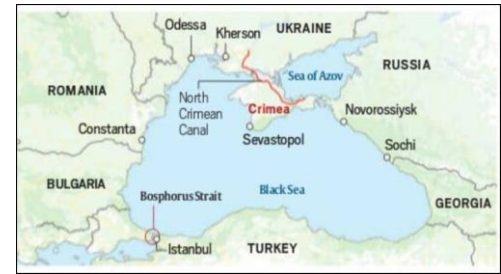 Odessa
Kherson
UKRAINE
Sea of Azov
RUSSIA
ROMANIA
North
Crimean
Canal
Crimea
Novorossiysk
Constanta
Sevastopol
Sochi
BULGARIA
Bosphorus Strait
Black Sea
GEORGIA
Istanbul
TURKEY